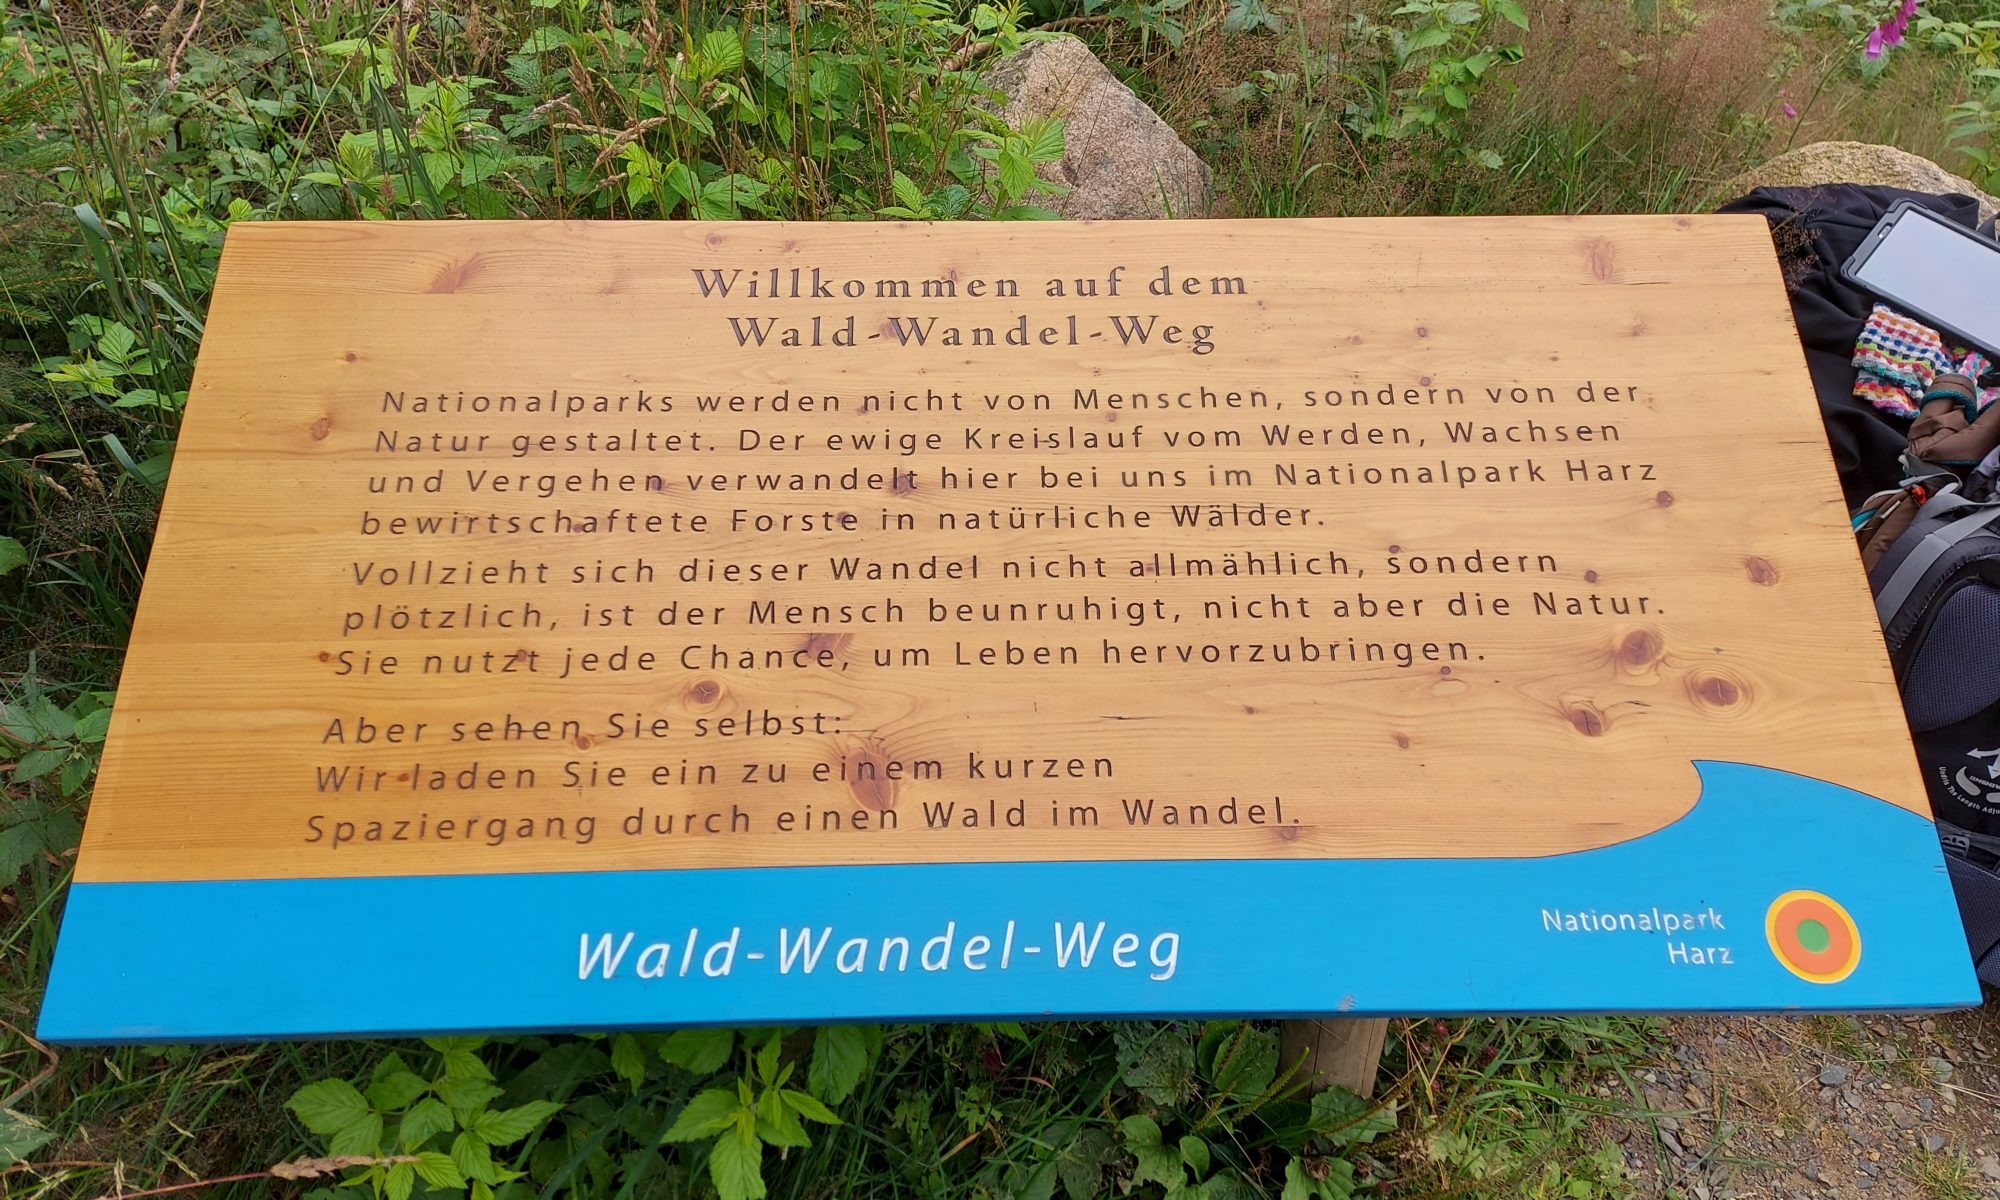 Willkommen auf dem
Wald-Wandel-Weg
Nationalparks werden nicht von Menschen, sondern von der
Natur gestaltet. Der ewige Kreislauf vom Werden, Wachsen
und Vergehen verwandelt hier bei uns im Nationalpark Harz
bewirtschaftete Forste in natürliche Wälder.
Vollzieht sich dieser Wandel nicht allmählich, sondern
plötzlich, ist der Mensch beunruhigt, nicht aber die Natur.
Sie nutzt jede Chance, um Leben hervorzubringen.
Aber sehen Sie selbst:
Wir laden Sie ein zu einem kurzen
Spaziergang durch einen Wald im Wandel.
Wald-Wandel-Weg
Nationalpark
Harz